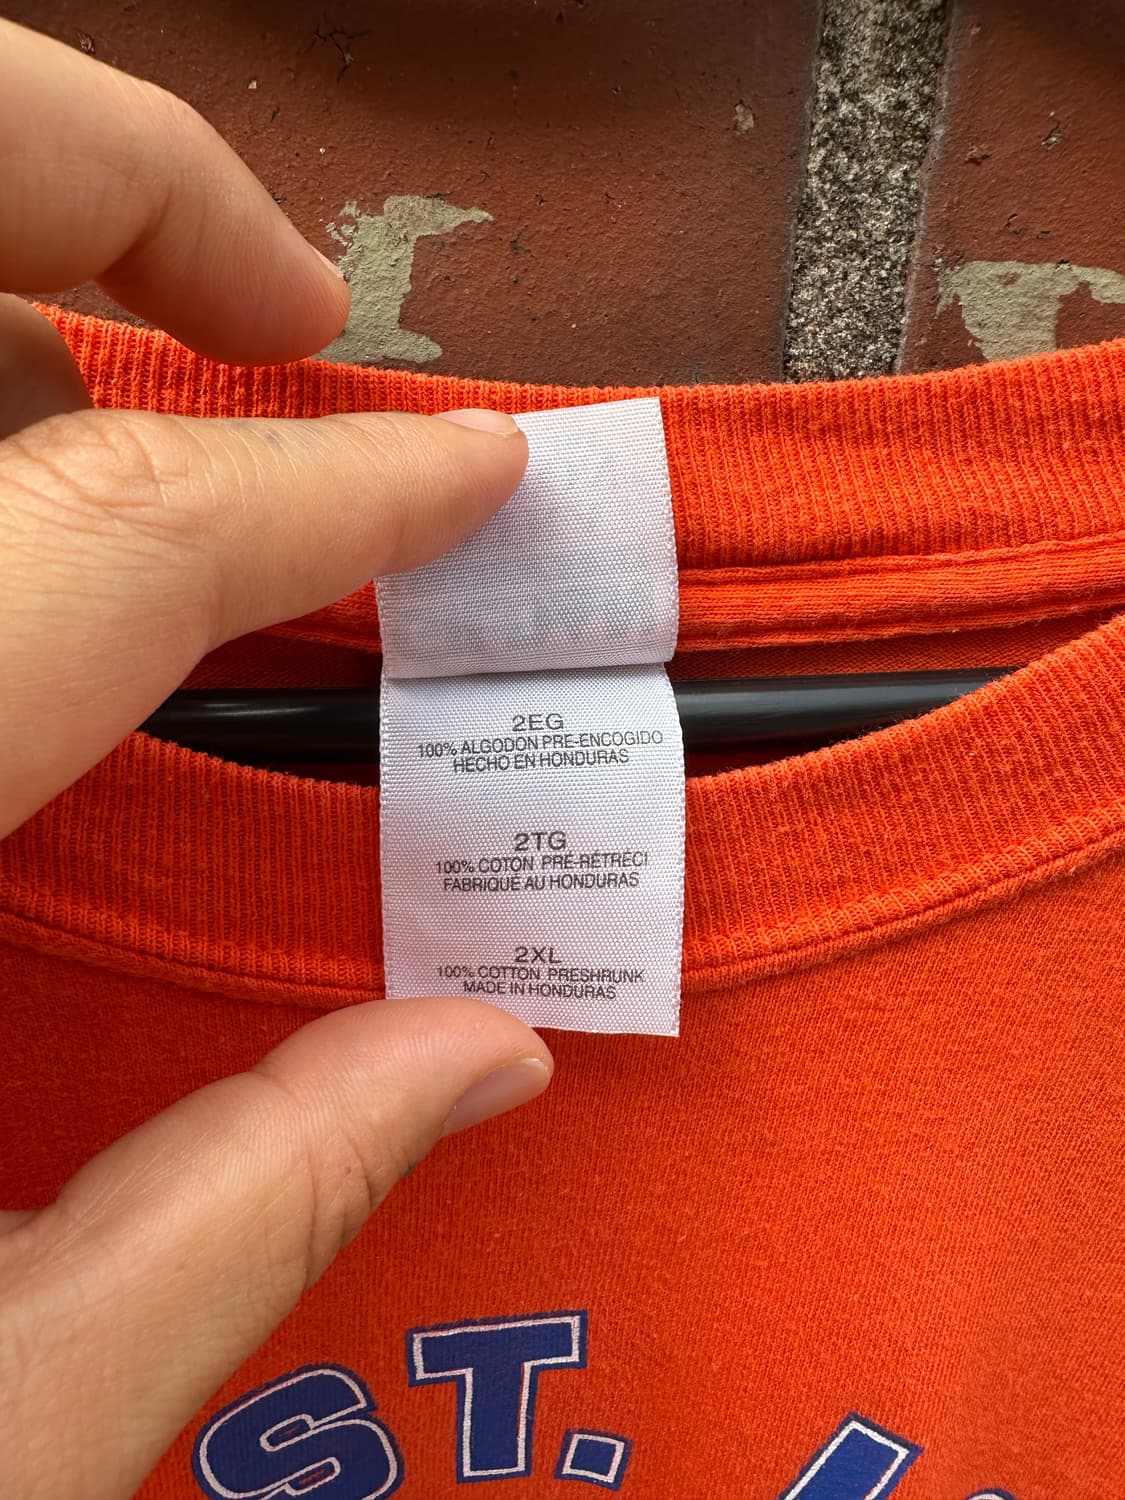 2EG
100% ALGODON PRE-ENCOGIDO
HECHO EN HONDURAS
2TG
100% COTON PRÉ-RÉTRÉCI
FABRIQUÉ AU HONDURAS
2XL
100% COTTON PRESHRUNK
MADE IN HONDURAS
ST.